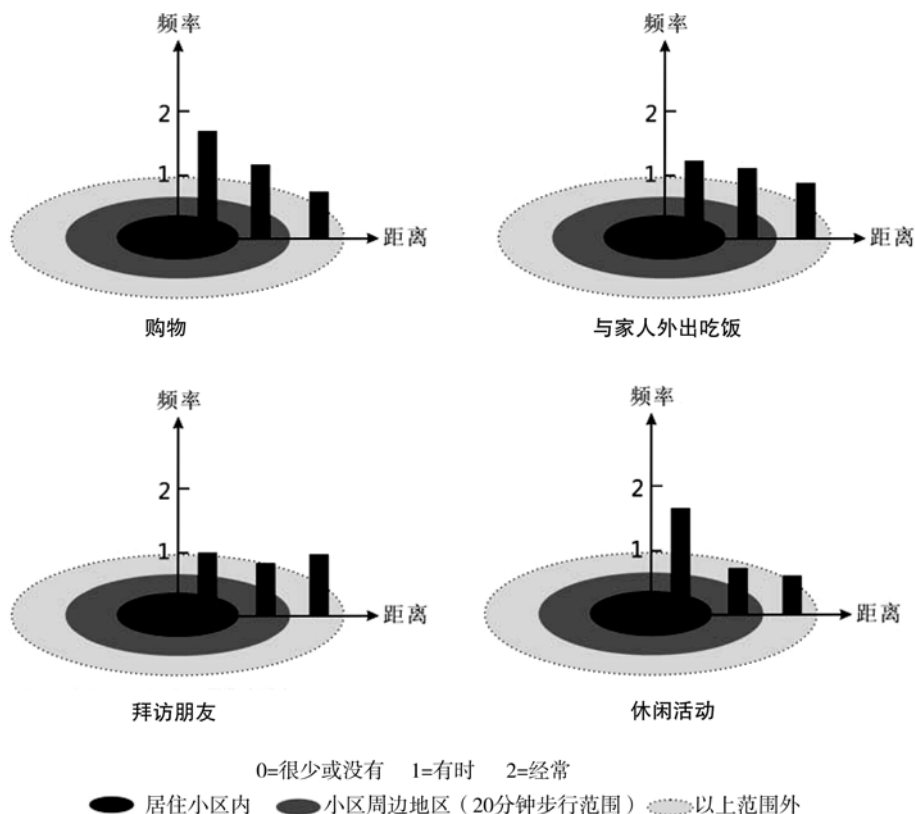 频率
2
1
距离
购物
频率
2
1
距离
与家人外出吃饭
频率
2
1
距离
拜访朋友
频率
2
1
距离
休闲活动
0=很少或没有 1=有时 2=经常
居住小区内 小区周边地区（20分钟步行范围） 以上范围外